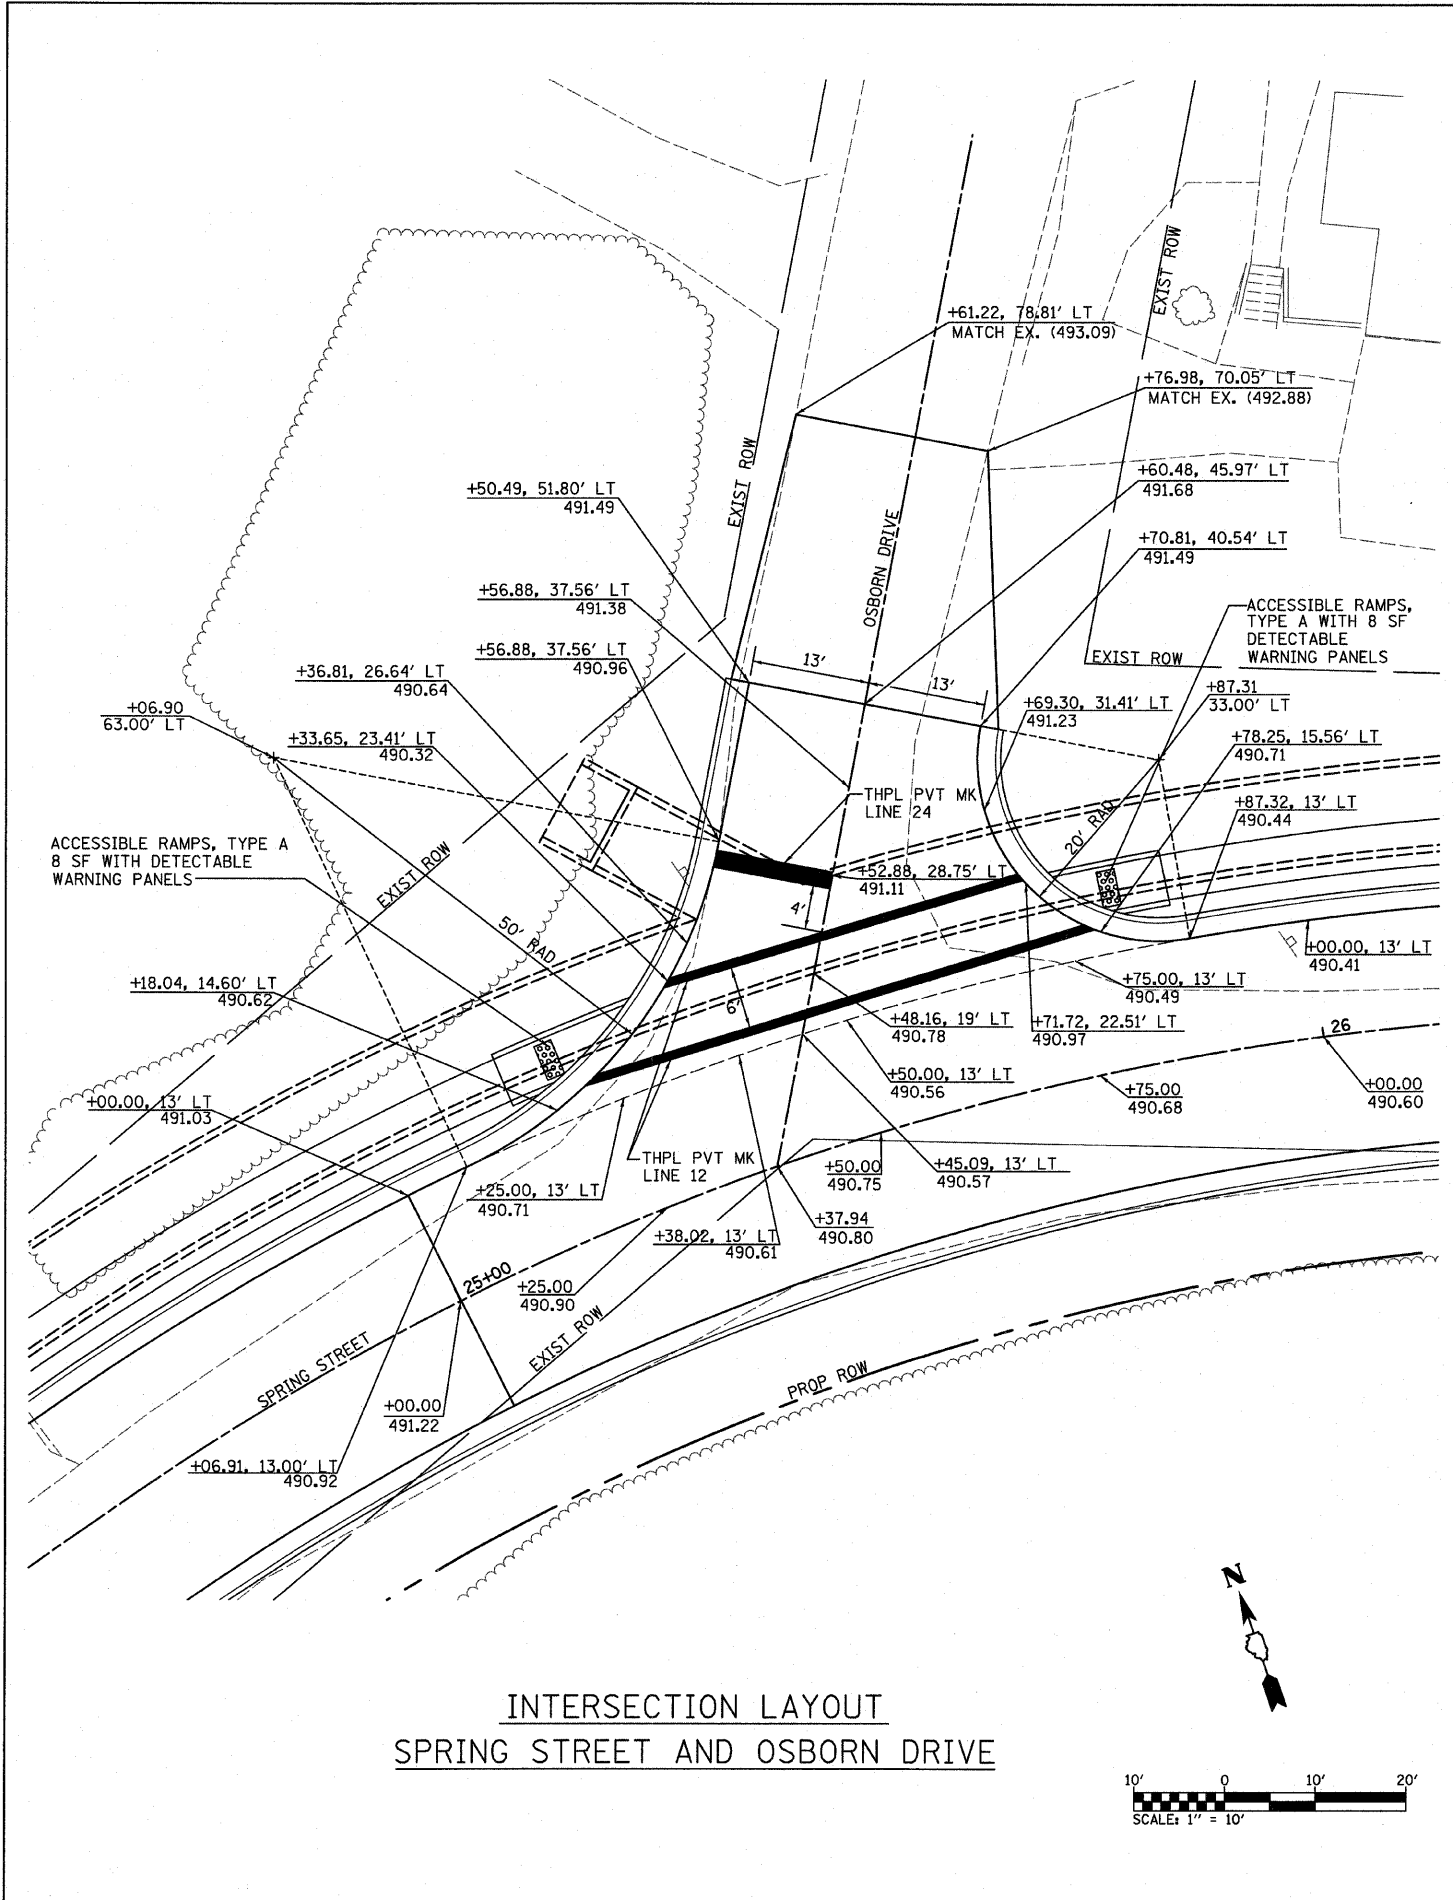 +61.22, 78.81' LT
MATCH EX. (493.09)
EXIST ROW
+76.98, 70.05' LT
MATCH EX. (492.88)
EXIST ROW
+60.48, 45.97' LT
491.68
+50.49, 51.80' LT
491.49
OSBORN DRIVE
+70.81, 40.54' LT
491.49
+56.88, 37.56' LT
491.38
ACCESSIBLE RAMPS,
TYPE A WITH 8 SF
DETECTABLE
WARNING PANELS
+56.88, 37.56' LT
490.96
13'
13'
EXIST ROW
+36.81, 26.64' LT
490.64
+87.31
33.00' LT
+69.30, 31.41' LT
491.23
+06.90
63.00' LT
+33.65, 23.41' LT
490.32
+78.25, 15.56' LT
490.71
THPL PVT MK
LINE 24
+87.32, 13' LT
490.44
20' RAD
ACCESSIBLE RAMPS, TYPE A
8 SF WITH DETECTABLE
WARNING PANELS
EXIST ROW
+52.88, 28.75' LT
491.11
4'
50' RAD
+00.00, 13' LT
490.41
+18.04, 14.60' LT
490.62
+75.00, 13' LT
490.49
6'
+48.16, 19' LT
490.78
+71.72, 22.51' LT
490.97
26
+50.00, 13' LT
490.56
+75.00
490.68
+00.00
490.60
+00.00, 13' LT
491.03
THPL PVT MK
LINE 12
+50.00
490.75
+45.09, 13' LT
490.57
+25.00, 13' LT
490.71
+37.94
490.80
+38.02, 13' LT
490.61
25+00
+25.00
490.90
EXIST ROW
SPRING STREET
PROP ROW
+00.00
491.22
+06.91, 13.00' LT
490.92
N
INTERSECTION LAYOUT
SPRING STREET AND OSBORN DRIVE
10' 0 10' 20'
SCALE: 1" = 10'